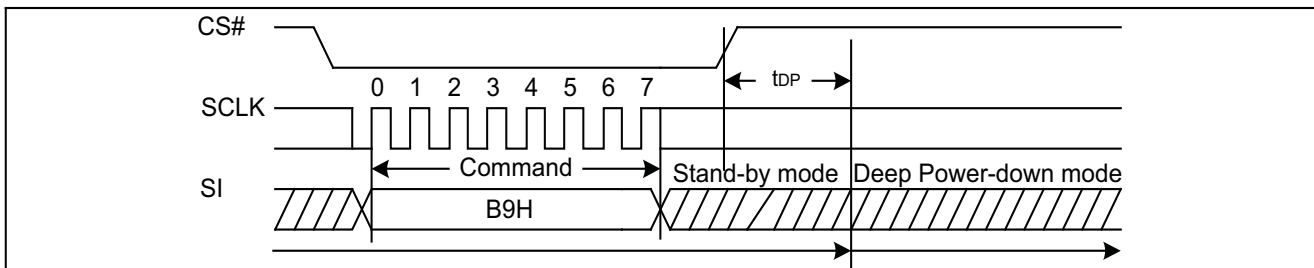 CS#
tDP
0 1 2 3 4 5 6 7
SCLK
Command
Stand-by mode Deep Power-down mode
SI
B9H